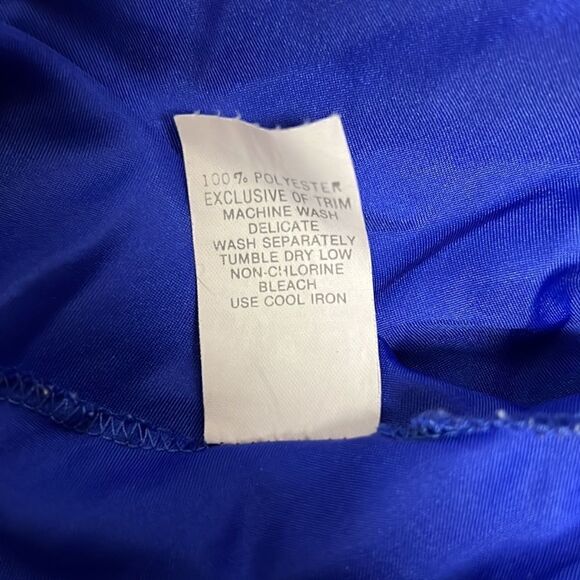 100% POLYESTER
EXCLUSIVE OF TRIM
MACHINE WASH
DELICATE
WASH SEPARATELY
TUMBLE DRY LOW
NON-CHLORINE
BLEACH
USE COOL IRON